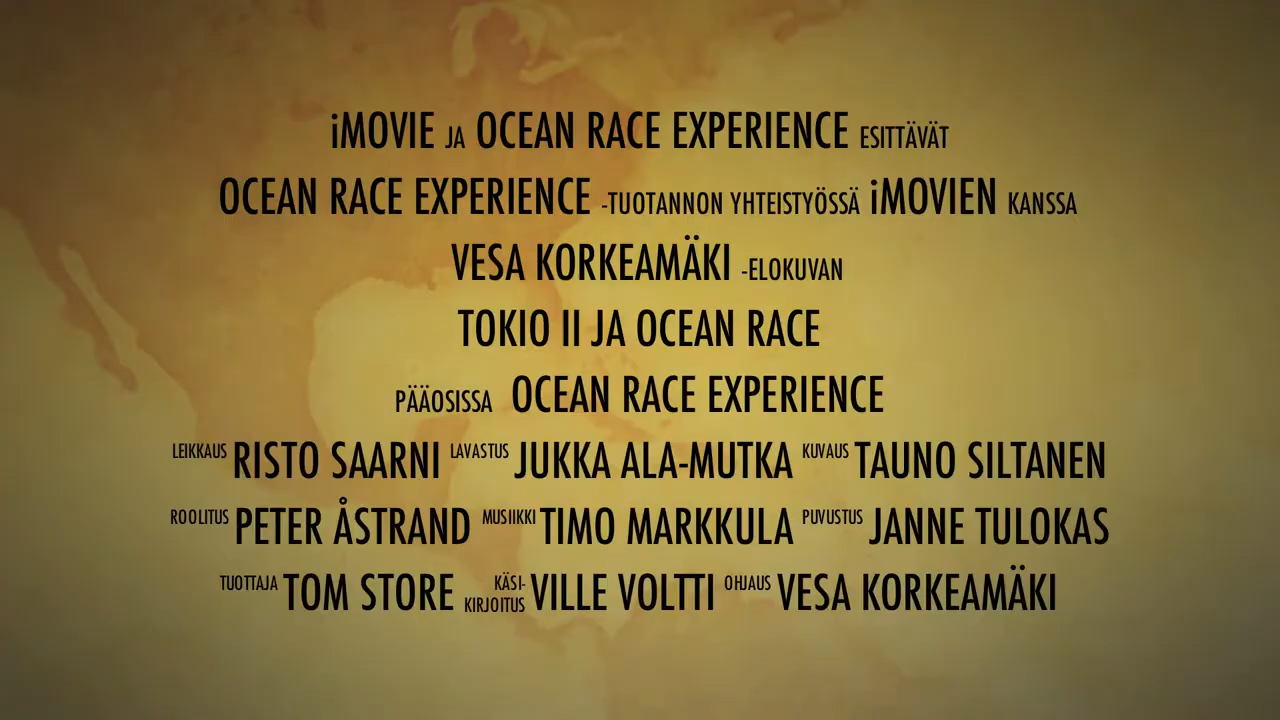 iMOVIE JA OCEAN RACE EXPERIENCE ESITTÄVÄT
OCEAN RACE EXPERIENCE -TUOTANNON YHTEISTYÖSSÄ iMOVIEN KANSSA
VESA KORKEAMÄKI -ELOKUVAN
TOKIO II JA OCEAN RACE
PÄÄOSISSA OCEAN RACE EXPERIENCE
LEIKKAUS RISTO SAARNI LAVASTUS JUKKA ALA-MUTKA KUVAUS TAUNO SILTANEN
ROOLITUS PETER ÅSTRAND MUSIIKKI TIMO MARKKULA PUVUSTUS JANNE TULOKAS
TUOTTAJA TOM STORE KÄSI-KIRJOITUS VILLE VOLTTI OHJAUS VESA KORKEAMÄKI